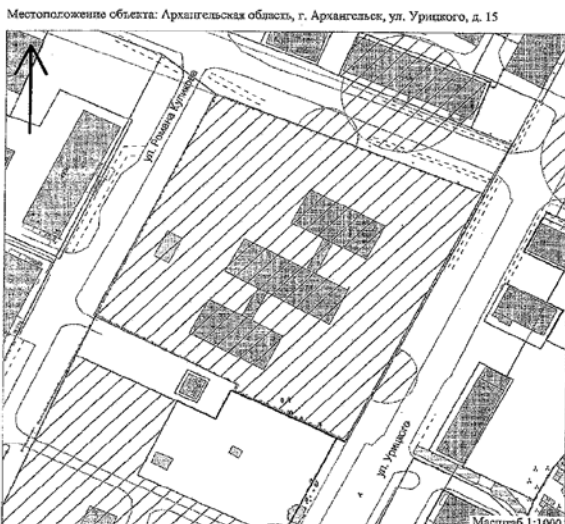 Местоположение объекта: Архангельская область, г. Архангельск, ул. Урицкого, д. 15
ул. Романа Куликова
ул. Урицкого
Масштаб 1:1000